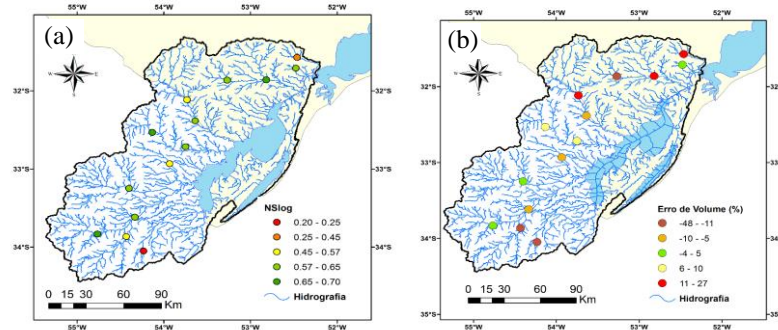 (a)
55°W 54°W 53°W 52°W
N
W E
S
32°S
33°S
34°S
NSlog
0.20 - 0.25
0.25 - 0.45
0.45 - 0.57
0.57 - 0.65
0.65 - 0.70
Hidrografia
0 15 30 60 90
Km
55°W 54°W 53°W 52°W
(b)
55°W 54°W 53°W 52°W
N
W E
S
32°S
33°S
34°S
35°S
Erro de Volume (%)
-48 - -11
-10 - -5
-4 - 5
6 - 10
11 - 27
Hidrografia
0 15 30 60 90
Km
55°W 54°W 53°W 52°W